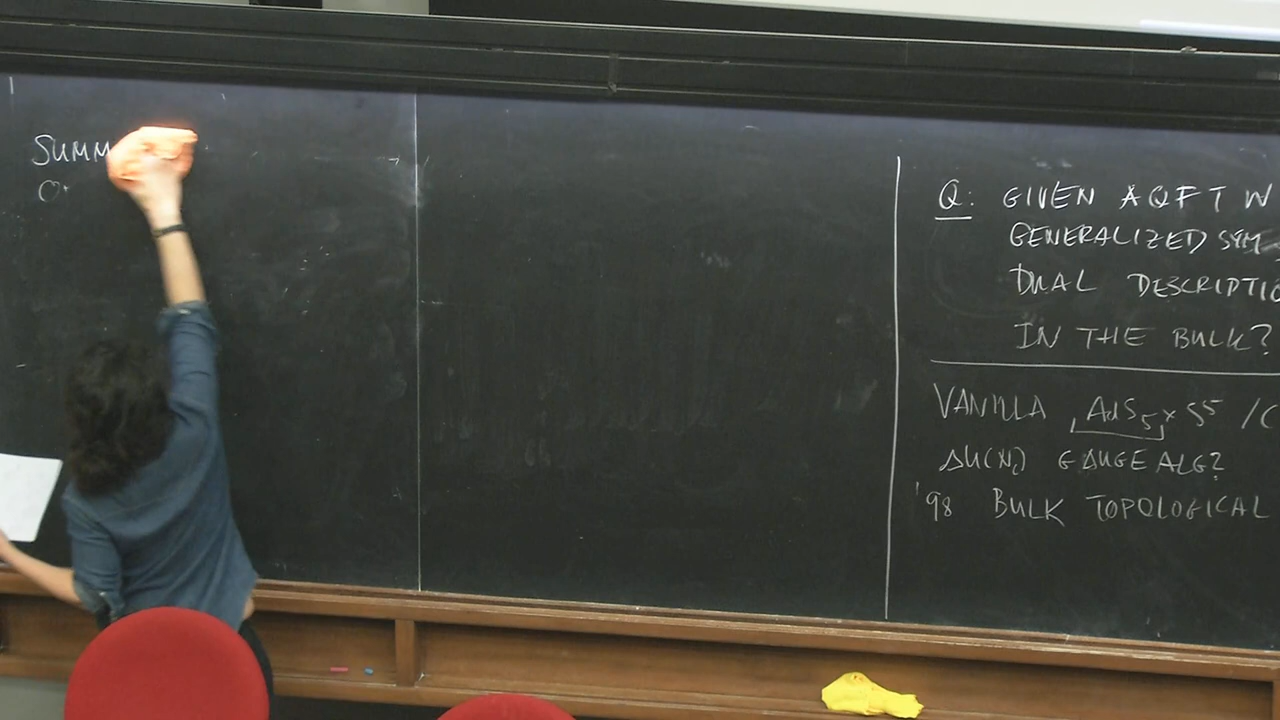 SUMM
Q: GIVEN A QFT W
GENERALIZED SYM
DUAL DESCRIPTIO
IN THE BULK?
VANILLA AdS₅ × S⁵ /
SU(N) GAUGE ALG?
'98 BULK TOPOLOGICAL